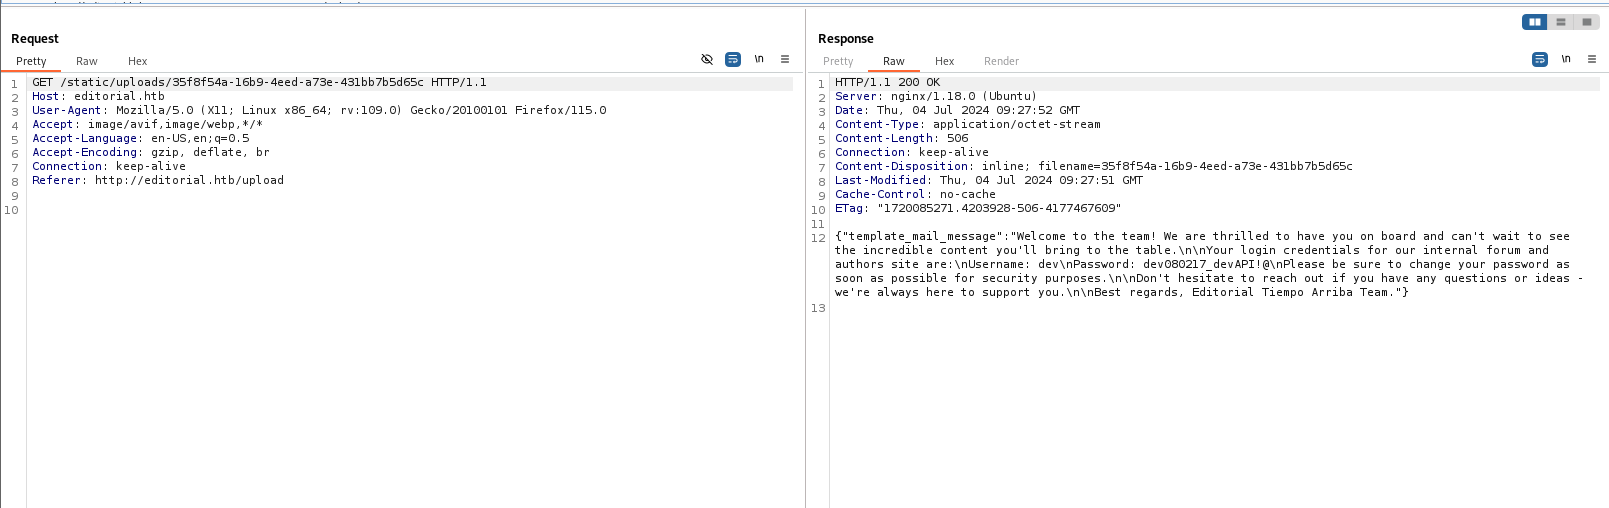 Request
Pretty Raw Hex \n
1 GET /static/uploads/35f8f54a-16b9-4eed-a73e-431bb7b5d65c HTTP/1.1
2 Host: editorial.htb
3 User-Agent: Mozilla/5.0 (X11; Linux x86_64; rv:109.0) Gecko/20100101 Firefox/115.0
4 Accept: image/avif,image/webp,*/*
5 Accept-Language: en-US,en;q=0.5
6 Accept-Encoding: gzip, deflate, br
7 Connection: keep-alive
8 Referer: http://editorial.htb/upload
9
10
Response
Pretty Raw Hex Render \n
1 HTTP/1.1 200 OK
2 Server: nginx/1.18.0 (Ubuntu)
3 Date: Thu, 04 Jul 2024 09:27:52 GMT
4 Content-Type: application/octet-stream
5 Content-Length: 506
6 Connection: keep-alive
7 Content-Disposition: inline; filename=35f8f54a-16b9-4eed-a73e-431bb7b5d65c
8 Last-Modified: Thu, 04 Jul 2024 09:27:51 GMT
9 Cache-Control: no-cache
10 ETag: "1720085271.4203928-506-4177467609"
11
12 {"template_mail_message":"Welcome to the team! We are thrilled to have you on board and can't wait to see
the incredible content you'll bring to the table.\n\nYour login credentials for our internal forum and
authors site are:\nUsername: dev\nPassword: dev080217_devAPI!@\nPlease be sure to change your password as
soon as possible for security purposes.\n\nDon't hesitate to reach out if you have any questions or ideas -
we're always here to support you.\n\nBest regards, Editorial Tiempo Arriba Team."}
13